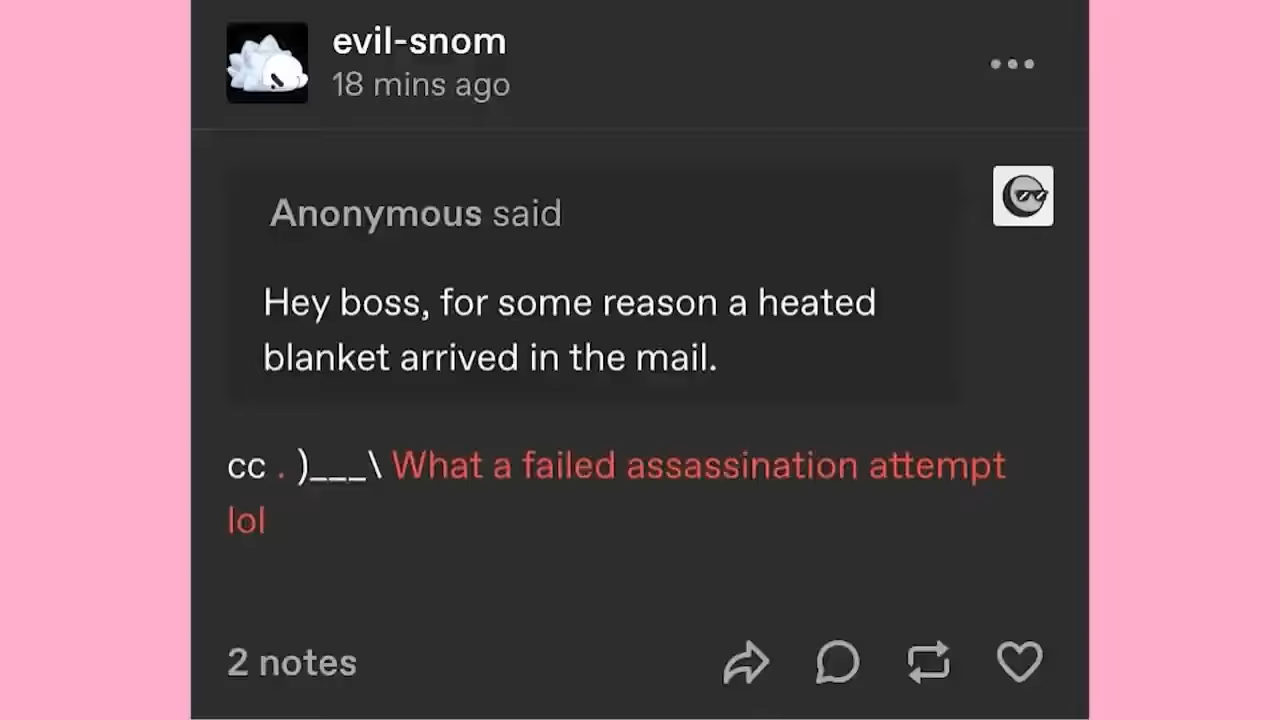 evil-snom
18 mins ago
Anonymous said
Hey boss, for some reason a heated
blanket arrived in the mail.
cc . )___\ What a failed assassination attempt
lol
2 notes